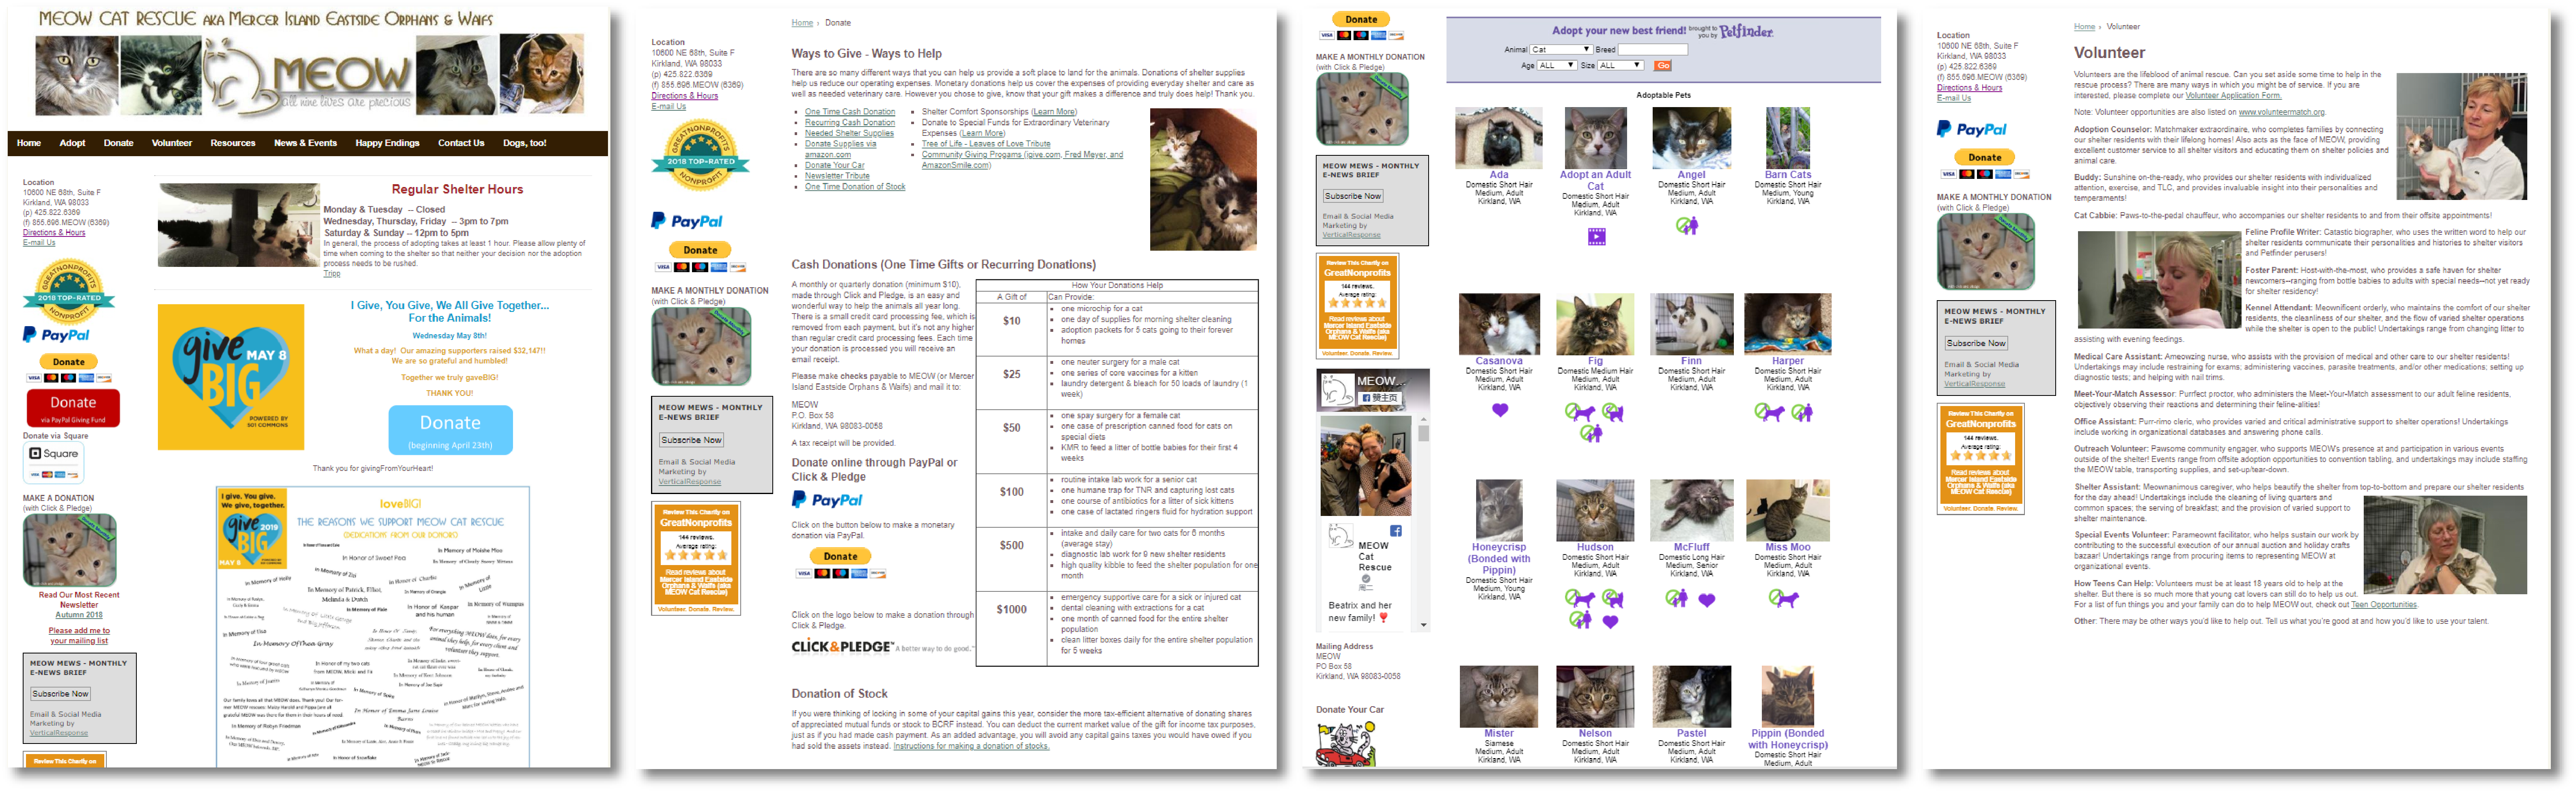 MEOW CAT RESCUE AKA MERCER ISLAND EASTSIDE ORPHANS & WAIFS
MEOW
all nine lives are precious
Home Adopt Donate Volunteer Resources News & Events Happy Endings Contact Us Dogs, too!
Location
10600 NE 68th, Suite F
Kirkland, WA 98033
(p) 425.822.6369
(f) 855.696.MEOW (6369)
Directions & Hours
E-mail Us
GREATNONPROFITS
2018 TOP-RATED
NONPROFIT
PayPal
Donate
Donate
via PayPal Giving Fund
Donate via Square
Square
MAKE A DONATION
(with Click & Pledge)
Read Our Most Recent
Newsletter
Autumn 2018
Please add me to
your mailing list
MEOW MEWS - MONTHLY
E-NEWS BRIEF
Subscribe Now
Email & Social Media
Marketing by
VerticalResponse
Review This Charity on
Regular Shelter Hours
Monday & Tuesday -- Closed
Wednesday, Thursday, Friday -- 3pm to 7pm
Saturday & Sunday -- 12pm to 5pm
In general, the process of adopting takes at least 1 hour. Please allow plenty of
time when coming to the shelter so that neither your decision nor the adoption
process needs to be rushed.
Tripp
give
BIG
MAY 8
POWERED BY
501 COMMONS
I Give, You Give, We All Give Together...
For the Animals!
Wednesday May 8th!
What a day! Our amazing supporters raised $32,147!!
We are so grateful and humbled!
Together we truly gaveBIG!
THANK YOU!
Donate
(beginning April 23th)
Thank you for givingFromYourHeart!
I give. You give.
We give, together.
give
BIG
2019
MAY 8
loveBIG!
THE REASONS WE SUPPORT MEOW CAT RESCUE
DEDICATIONS FROM OUR DONORS
In Honor of Sweet Pea
In Memory of Patrick, Elliot,
Melinda & Dutch
In Memory Of Jean Gray
Home › Donate
Location
10600 NE 68th, Suite F
Kirkland, WA 98033
(p) 425.822.6369
(f) 855.696.MEOW (6369)
Directions & Hours
E-mail Us
GREATNONPROFITS
2018 TOP-RATED
NONPROFIT
PayPal
Donate
MAKE A MONTHLY DONATION
(with Click & Pledge)
Donate Monthly
MEOW MEWS - MONTHLY
E-NEWS BRIEF
Subscribe Now
Email & Social Media
Marketing by
VerticalResponse
Review This Charity on
GreatNonprofits
144 reviews.
Average rating:
Read reviews about
Mercer Island Eastside
Orphans & Waifs (aka
MEOW Cat Rescue)
Volunteer. Donate. Review.
Ways to Give - Ways to Help
There are so many different ways that you can help us provide a soft place to land for the animals. Donations of shelter supplies
help us reduce our operating expenses. Monetary donations help us cover the expenses of providing everyday shelter and care as
well as needed veterinary care. However you chose to give, know that your gift makes a difference and truly does help! Thank you.
One Time Cash Donation
Recurring Cash Donation
Needed Shelter Supplies
Donate Supplies via
amazon.com
Donate Your Car
Newsletter Tribute
One Time Donation of Stock
Shelter Comfort Sponsorships (Learn More)
Donate to Special Funds for Extraordinary Veterinary
Expenses (Learn More)
Tree of Life - Leaves of Love Tribute
Community Giving Progams (igive.com, Fred Meyer, and
AmazonSmile.com)
Cash Donations (One Time Gifts or Recurring Donations)
A monthly or quarterly donation (minimum $10),
made through Click and Pledge, is an easy and
wonderful way to help the animals all year long.
There is a small credit card processing fee, which is
removed from each payment, but it's not any higher
than regular credit card processing fees. Each time
your donation is processed you will receive an
email receipt.
Please make checks payable to MEOW (or Mercer
Island Eastside Orphans & Waifs) and mail it to:
MEOW
P.O. Box 58
Kirkland, WA 98083-0058
A tax receipt will be provided.
Donate online through PayPal or
Click & Pledge
PayPal
Click on the button below to make a monetary
donation via PayPal.
Donate
Click on the logo below to make a donation through
Click & Pledge.
CLICK&PLEDGE A better way to do good.
How Your Donations Help
A Gift of Can Provide:
$10
one microchip for a cat
one day of supplies for morning shelter cleaning
adoption packets for 5 cats going to their forever
homes
$25
one neuter surgery for a male cat
one series of core vaccines for a kitten
laundry detergent & bleach for 50 loads of laundry (1
week)
$50
one spay surgery for a female cat
one case of prescription canned food for cats on
special diets
KMR to feed a litter of bottle babies for their first 4
weeks
$100
routine intake lab work for a senior cat
one humane trap for TNR and capturing lost cats
one course of antibiotics for a litter of sick kittens
one case of lactated ringers fluid for hydration support
$500
intake and daily care for two cats for 6 months
(average stay)
diagnostic lab work for 9 new shelter residents
high quality kibble to feed the shelter population for one
month
$1000
emergency supportive care for a sick or injured cat
dental cleaning with extractions for a cat
one month of canned food for the entire shelter
population
clean litter boxes daily for the entire shelter population
for 5 weeks
Donation of Stock
If you were thinking of locking in some of your capital gains this year, consider the more tax-efficient alternative of donating shares
of appreciated mutual funds or stock to BCRF instead. You can deduct the current market value of the gift for income tax purposes,
just as if you had made cash payment. As an added advantage, you will avoid any capital gains taxes you would have owed if you
had sold the assets instead. Instructions for making a donation of stocks.
Donate
MAKE A MONTHLY DONATION
(with Click & Pledge)
Donate Monthly
MEOW MEWS - MONTHLY
E-NEWS BRIEF
Subscribe Now
Email & Social Media
Marketing by
VerticalResponse
Review This Charity on
GreatNonprofits
144 reviews.
Average rating:
Read reviews about
Mercer Island Eastside
Orphans & Waifs (aka
MEOW Cat Rescue)
Volunteer. Donate. Review.
MEOW...
MEOW
Cat
Rescue
Beatrix and her
new family!
Mailing Address
MEOW
PO Box 58
Kirkland, WA 98083-0058
Donate Your Car
Adopt your new best friend! brought to you by Petfinder
Animal Cat Breed
Age ALL Size ALL Go
Adoptable Pets
Ada
Domestic Short Hair
Medium, Adult
Kirkland, WA
Adopt an Adult
Cat
Domestic Short Hair
Medium, Adult
Kirkland, WA
Angel
Domestic Short Hair
Medium, Adult
Kirkland, WA
Barn Cats
Domestic Short Hair
Medium, Young
Kirkland, WA
Casanova
Domestic Short Hair
Medium, Adult
Kirkland, WA
Fig
Domestic Medium Hair
Medium, Adult
Kirkland, WA
Finn
Domestic Short Hair
Medium, Adult
Kirkland, WA
Harper
Domestic Short Hair
Medium, Adult
Kirkland, WA
Honeycrisp
(Bonded with
Pippin)
Domestic Short Hair
Medium, Young
Kirkland, WA
Hudson
Domestic Short Hair
Medium, Adult
Kirkland, WA
McFluff
Domestic Long Hair
Medium, Senior
Kirkland, WA
Miss Moo
Domestic Short Hair
Medium, Adult
Kirkland, WA
Mister
Siamese
Medium, Adult
Kirkland, WA
Nelson
Domestic Short Hair
Medium, Adult
Kirkland, WA
Pastel
Domestic Short Hair
Medium, Adult
Kirkland, WA
Pippin (Bonded
with Honeycrisp)
Domestic Short Hair
Medium, Adult
Home › Volunteer
Location
10600 NE 68th, Suite F
Kirkland, WA 98033
(p) 425.822.6369
(f) 855.696.MEOW (6369)
Directions & Hours
E-mail Us
PayPal
Donate
MAKE A MONTHLY DONATION
(with Click & Pledge)
Donate Monthly
MEOW MEWS - MONTHLY
E-NEWS BRIEF
Subscribe Now
Email & Social Media
Marketing by
VerticalResponse
Review This Charity on
GreatNonprofits
144 reviews.
Average rating:
Read reviews about
Mercer Island Eastside
Orphans & Waifs (aka
MEOW Cat Rescue)
Volunteer. Donate. Review.
Volunteer
Volunteers are the lifeblood of animal rescue. Can you set aside some time to help in the
rescue process? There are many ways in which you might be of service. If you are
interested, please complete our Volunteer Application Form.
Note: Volunteer opportunities are also listed on www.volunteermatch.org.
Adoption Counselor: Matchmaker extraordinaire, who completes families by connecting
our shelter residents with their lifelong homes! Also acts as the face of MEOW, providing
excellent customer service to all shelter visitors and educating them on shelter policies and
animal care.
Buddy: Sunshine on-the-ready, who provides our shelter residents with individualized
attention, exercise, and TLC, and provides invaluable insight into their personalities and
temperaments!
Cat Cabbie: Paws-to-the-pedal chauffeur, who accompanies our shelter residents to and from their offsite appointments!
Feline Profile Writer: Catastic biographer, who uses the written word to help our
shelter residents communicate their personalities and histories to shelter visitors
and Petfinder perusers!
Foster Parent: Host-with-the-most, who provides a safe haven for shelter
newcomers--ranging from bottle babies to adults with special needs--not yet ready
for shelter residency!
Kennel Attendant: Meownificent orderly, who maintains the comfort of our shelter
residents, the cleanliness of our shelter, and the flow of varied shelter operations
while the shelter is open to the public! Undertakings range from changing litter to
assisting with evening feedings.
Medical Care Assistant: Ameowzing nurse, who assists with the provision of medical and other care to our shelter residents!
Undertakings may include restraining for exams; administering vaccines, parasite treatments, and/or other medications; setting up
diagnostic tests; and helping with nail trims.
Meet-Your-Match Assessor: Purrfect proctor, who administers the Meet-Your-Match assessment to our adult feline residents,
objectively observing their reactions and determining their feline-alities!
Office Assistant: Purr-rimo cleric, who provides varied and critical administrative support to shelter operations! Undertakings
include working in organizational databases and answering phone calls.
Outreach Volunteer: Pawsome community engager, who supports MEOW's presence at and participation in various events
outside of the shelter! Events range from offsite adoption opportunities to convention tabling, and undertakings may include staffing
the MEOW table, transporting supplies, and set-up/tear-down.
Shelter Assistant: Meownanimous caregiver, who helps beautify the shelter from top-to-bottom and prepare our shelter residents
for the day ahead! Undertakings include the cleaning of living quarters and
common spaces; the serving of breakfast; and the provision of varied support to
shelter maintenance.
Special Events Volunteer: Parameownt facilitator, who helps sustain our work by
contributing to the successful execution of our annual auction and holiday crafts
bazaar! Undertakings range from procuring items to representing MEOW at
organizational events.
How Teens Can Help: Volunteers must be at least 18 years old to help at the
shelter. But there is so much more that young cat lovers can still do to help us out.
For a list of fun things you and your family can do to help MEOW out, check out Teen Opportunities.
Other: There may be other ways you'd like to help out. Tell us what you're good at and how you'd like to use your talent.